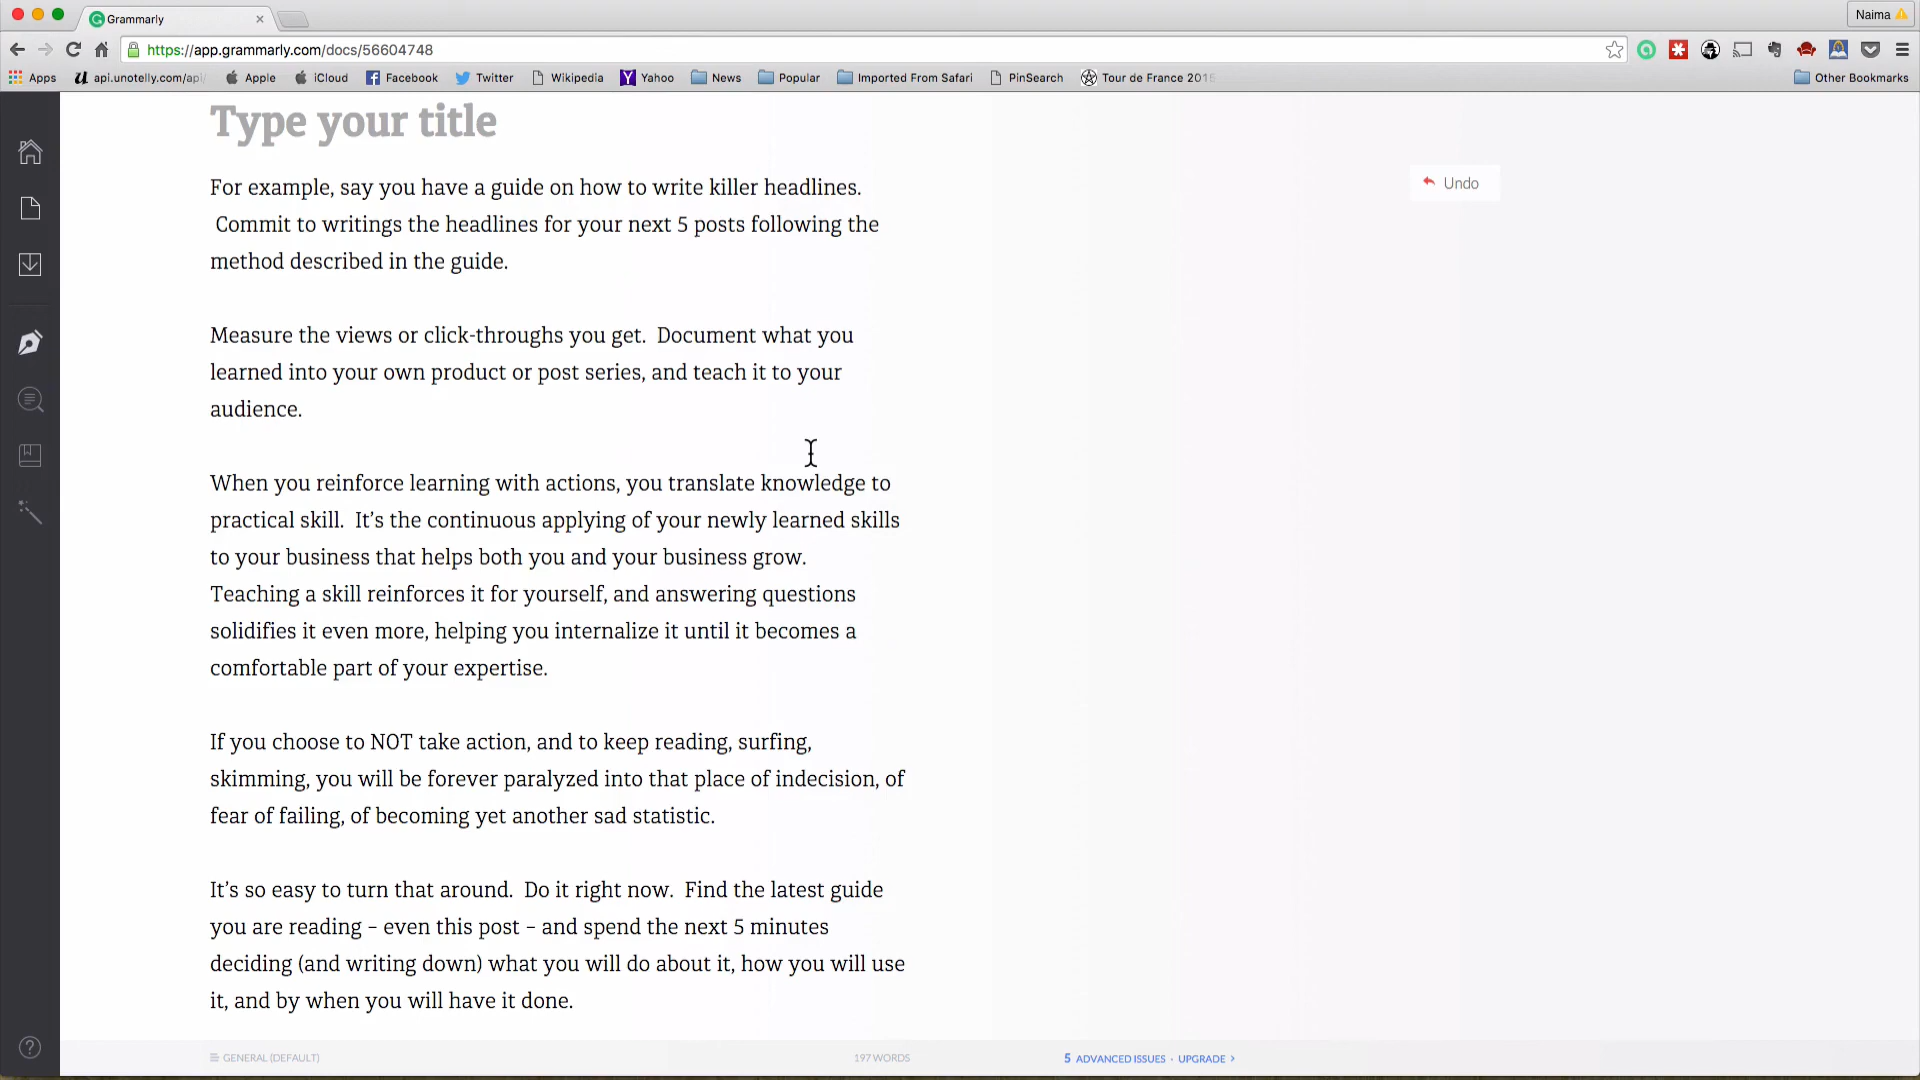 Grammarly
Naima
https://app.grammarly.com/docs/56604748
Apps api.unotelly.com/api/ Apple iCloud Facebook Twitter Wikipedia Yahoo News Popular Imported From Safari PinSearch Tour de France 2015 Other Bookmarks
Type your title
For example, say you have a guide on how to write killer headlines.
Commit to writings the headlines for your next 5 posts following the
method described in the guide.
Measure the views or click-throughs you get. Document what you
learned into your own product or post series, and teach it to your
audience.
When you reinforce learning with actions, you translate knowledge to
practical skill. It’s the continuous applying of your newly learned skills
to your business that helps both you and your business grow.
Teaching a skill reinforces it for yourself, and answering questions
solidifies it even more, helping you internalize it until it becomes a
comfortable part of your expertise.
If you choose to NOT take action, and to keep reading, surfing,
skimming, you will be forever paralyzed into that place of indecision, of
fear of failing, of becoming yet another sad statistic.
It’s so easy to turn that around. Do it right now. Find the latest guide
you are reading – even this post – and spend the next 5 minutes
deciding (and writing down) what you will do about it, how you will use
it, and by when you will have it done.
Undo
GENERAL (DEFAULT) 197 WORDS 5 ADVANCED ISSUES · UPGRADE >